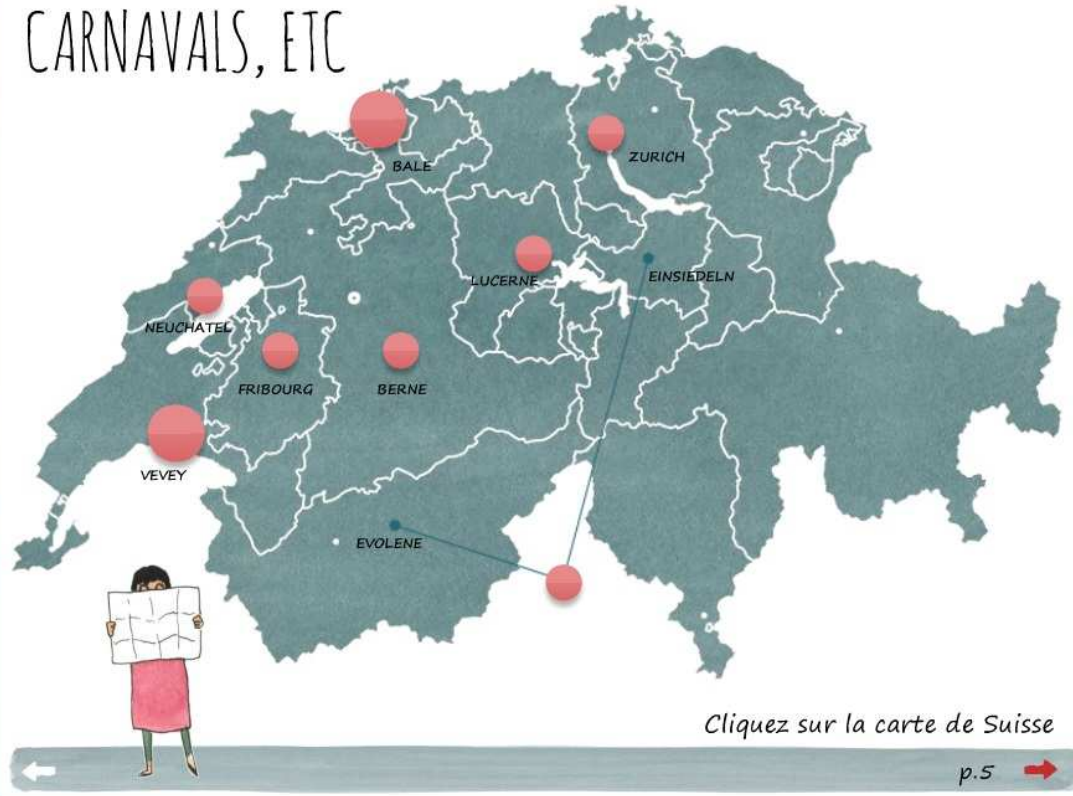 CARNAVALS, ETC
BALE
ZURICH
LUCERNE
EINSIEDELN
NEUCHATEL
FRIBOURG
BERNE
VEVEY
EVOLENE
Cliquez sur la carte de Suisse
p.5